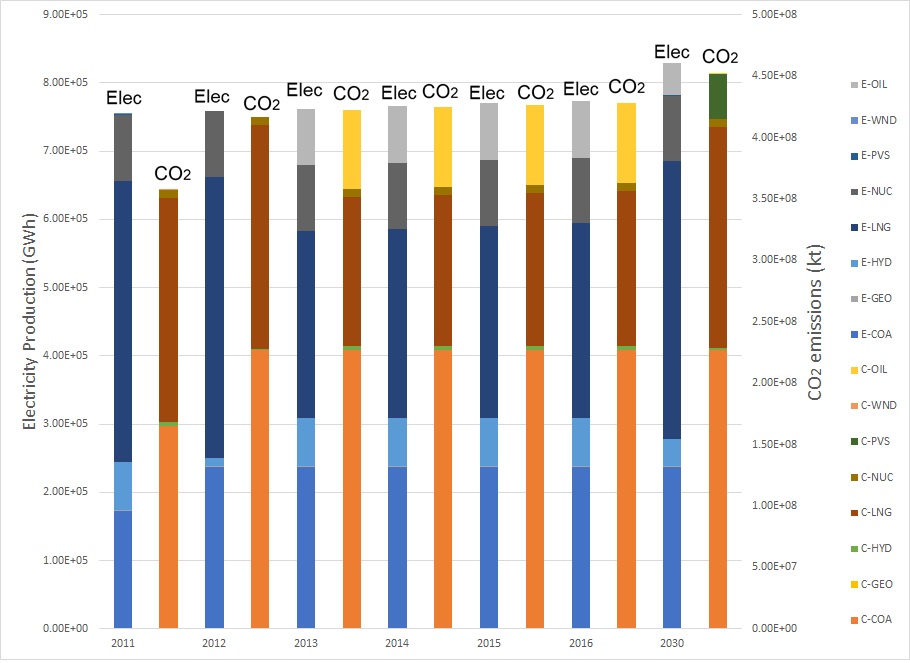 9.00E+05
8.00E+05
7.00E+05
6.00E+05
5.00E+05
4.00E+05
3.00E+05
2.00E+05
1.00E+05
0.00E+00
Electricity Production (GWh)
Elec
CO2
Elec
CO2
Elec
CO2
Elec
CO2
Elec
CO2
Elec
CO2
Elec
CO2
2011
2012
2013
2014
2015
2016
2030
5.00E+08
4.50E+08
4.00E+08
3.50E+08
3.00E+08
2.50E+08
2.00E+08
1.50E+08
1.00E+08
5.00E+07
0.00E+00
CO2 emissions (kt)
E-OIL
E-WND
E-PVS
E-NUC
E-LNG
E-HYD
E-GEO
E-COA
C-OIL
C-WND
C-PVS
C-NUC
C-LNG
C-HYD
C-GEO
C-COA